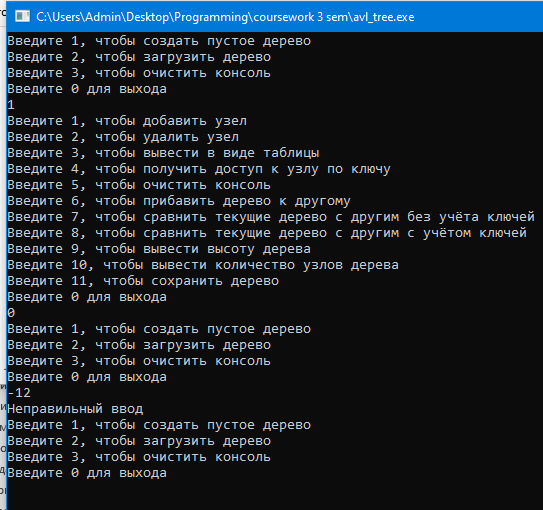 C:\Users\Admin\Desktop\Programming\coursework 3 sem\avl_tree.exe
Введите 1, чтобы создать пустое дерево
Введите 2, чтобы загрузить дерево
Введите 3, чтобы очистить консоль
Введите 0 для выхода
1
Введите 1, чтобы добавить узел
Введите 2, чтобы удалить узел
Введите 3, чтобы вывести в виде таблицы
Введите 4, чтобы получить доступ к узлу по ключу
Введите 5, чтобы очистить консоль
Введите 6, чтобы прибавить дерево к другому
Введите 7, чтобы сравнить текущие дерево с другим без учёта ключей
Введите 8, чтобы сравнить текущие дерево с другим с учётом ключей
Введите 9, чтобы вывести высоту дерева
Введите 10, чтобы вывести количество узлов дерева
Введите 11, чтобы сохранить дерево
Введите 0 для выхода
0
Введите 1, чтобы создать пустое дерево
Введите 2, чтобы загрузить дерево
Введите 3, чтобы очистить консоль
Введите 0 для выхода
-12
Неправильный ввод
Введите 1, чтобы создать пустое дерево
Введите 2, чтобы загрузить дерево
Введите 3, чтобы очистить консоль
Введите 0 для выхода